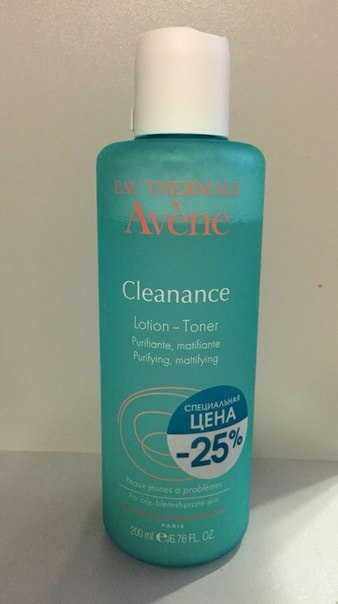 EAU THERMALE
Avène
Cleanance
Lotion – Toner
Purifiante, matifiante
Purifying, mattifying
СПЕЦИАЛЬНАЯ
ЦЕНА
-25%
Peaux jeunes à problèmes
For oily, blemish-prone skin
PARIS
200 ml e/6.76 FL. OZ